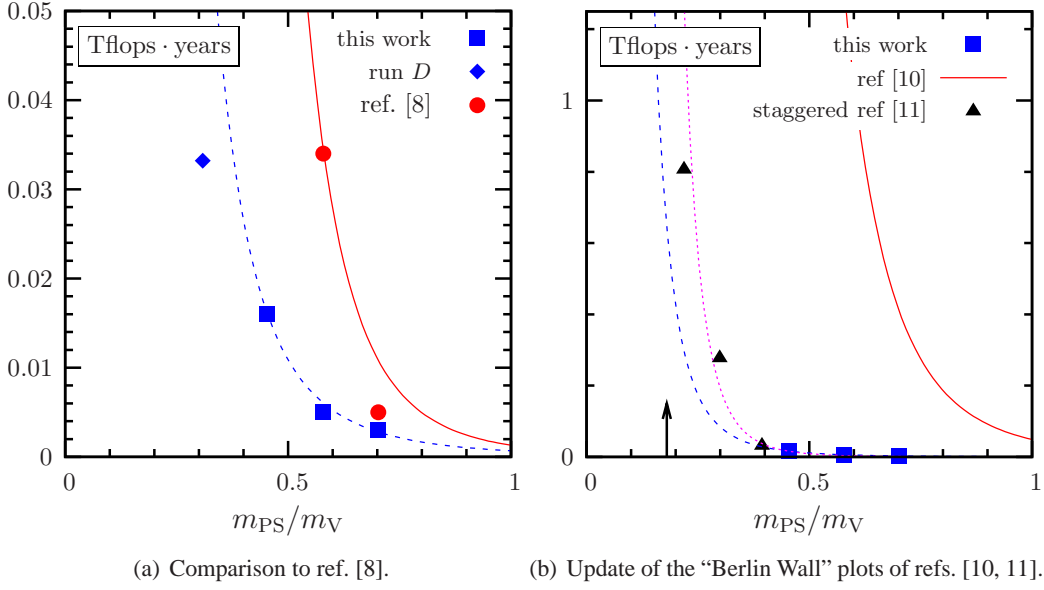 Tflops · years
this work
run D
ref. [8]
0.05
0.04
0.03
0.02
0.01
0
0 0.5 1
m_PS/m_V
(a) Comparison to ref. [8].
Tflops · years
this work
ref [10]
staggered ref [11]
1
0
0 0.5 1
m_PS/m_V
(b) Update of the “Berlin Wall” plots of refs. [10, 11].